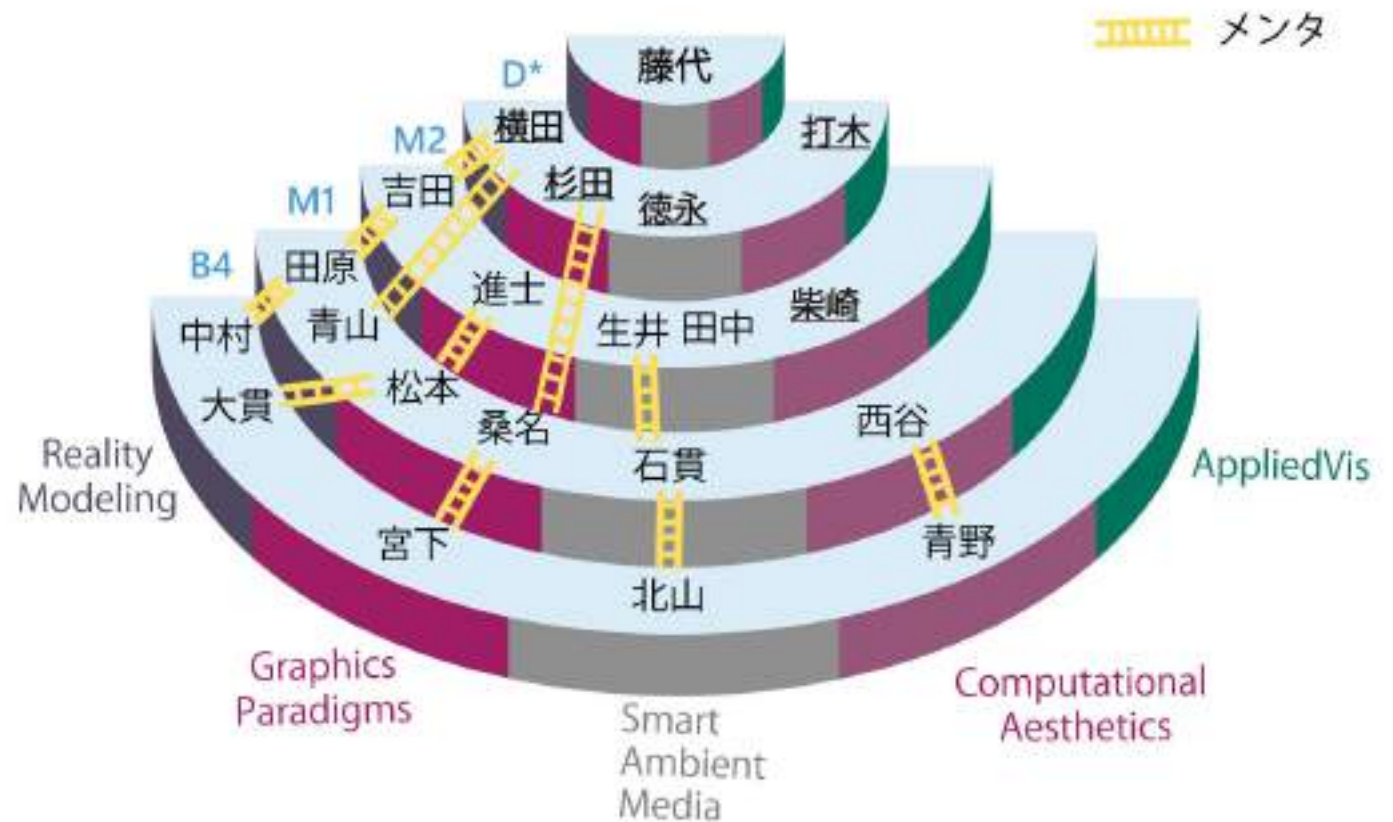 メンタ
藤代
D*
横田
打木
杉田
徳永
M2
吉田
進士
生井
田中
柴崎
M1
田原
青山
松本
桑名
石貫
西谷
B4
中村
大貫
宮下
北山
青野
Reality
Modeling
Graphics
Paradigms
Smart
Ambient
Media
Computational
Aesthetics
AppliedVis